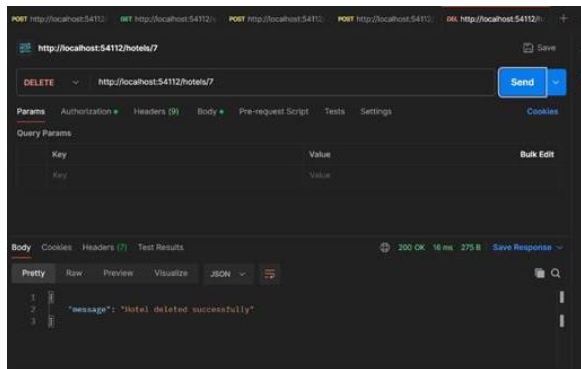 POST http://localhost:54112/ GET http://localhost:54112/ POST http://localhost:54112/ POST http://localhost:54112/ DEL http://localhost:54112/h +
http://localhost:54112/hotels/7 Save
DELETE http://localhost:54112/hotels/7 Send
Params Authorization Headers (9) Body Pre-request Script Tests Settings Cookies
Query Params
Key Value Bulk Edit
Key Value
Body Cookies Headers (7) Test Results 200 OK 16 ms 275 B Save Response
Pretty Raw Preview Visualize JSON
1 {
2 "message": "Hotel deleted successfully"
3 }